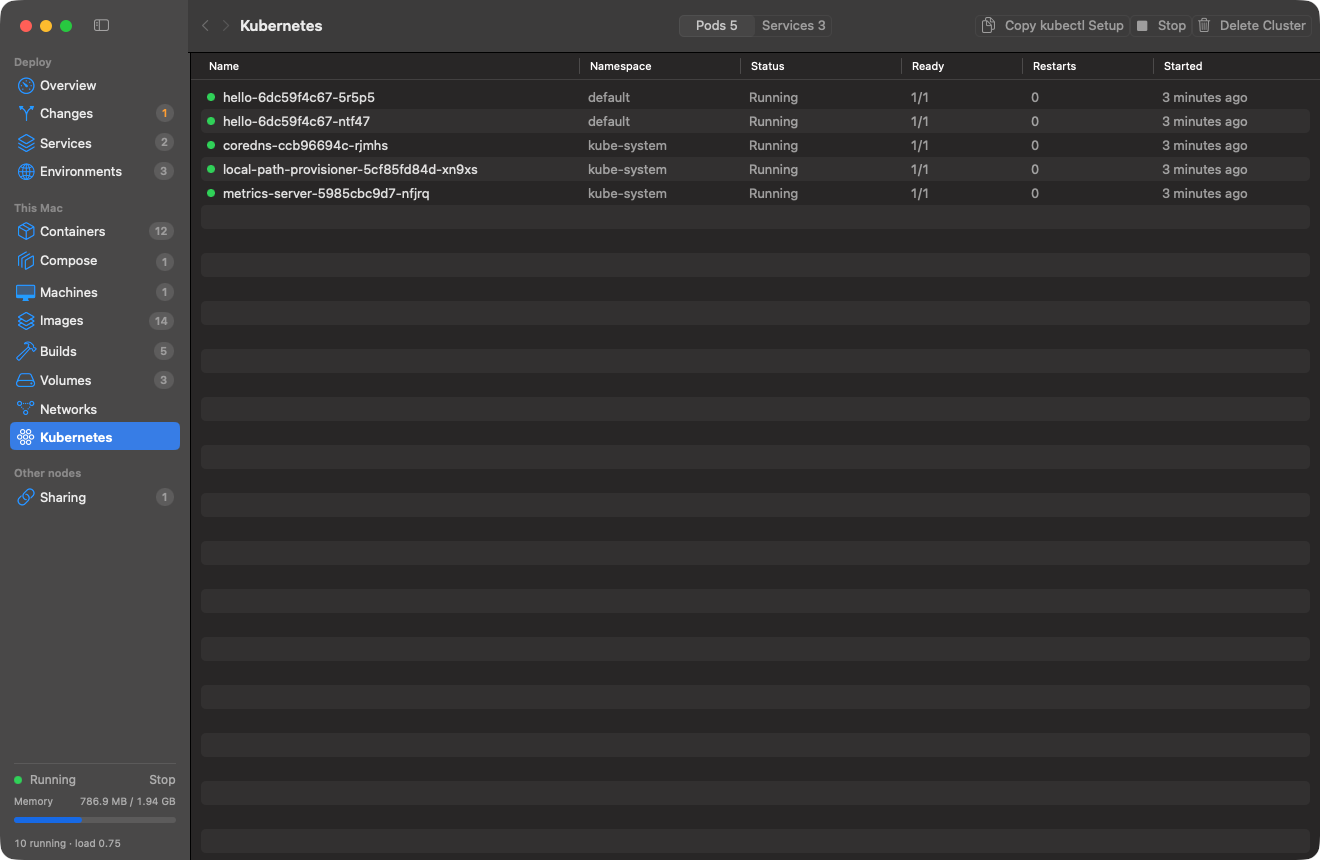 Kubernetes
Pods 5
Services 3
Copy kubectl Setup
Stop
Delete Cluster
Deploy
Overview
Changes 1
Services 2
Environments 3
This Mac
Containers 12
Compose 1
Machines 1
Images 14
Builds 5
Volumes 3
Networks
Kubernetes
Other nodes
Sharing 1
Running Stop
Memory 786.9 MB / 1.94 GB
10 running · load 0.75
Name Namespace Status Ready Restarts Started
hello-6dc59f4c67-5r5p5 default Running 1/1 0 3 minutes ago
hello-6dc59f4c67-ntf47 default Running 1/1 0 3 minutes ago
coredns-ccb96694c-rjmhs kube-system Running 1/1 0 3 minutes ago
local-path-provisioner-5cf85fd84d-xn9xs kube-system Running 1/1 0 3 minutes ago
metrics-server-5985cbc9d7-nfjrq kube-system Running 1/1 0 3 minutes ago